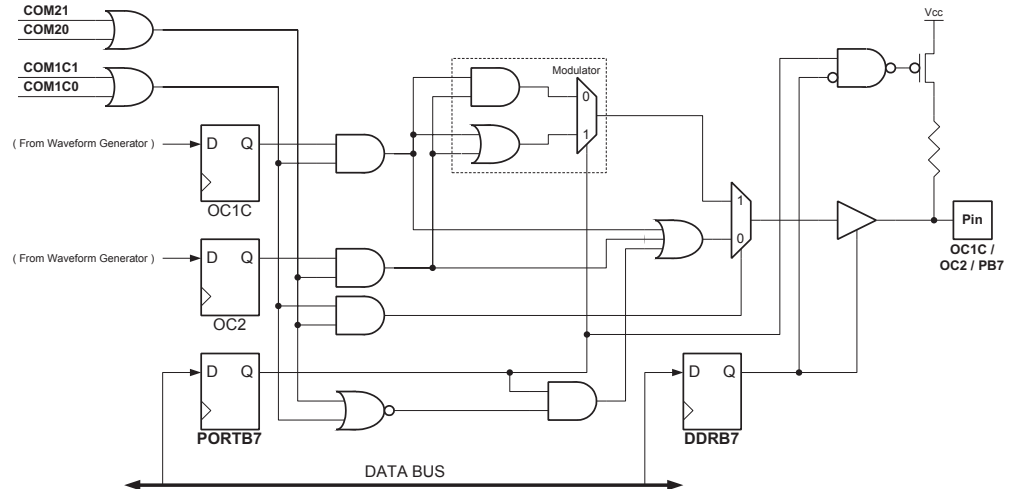 COM21
COM20
Vcc
COM1C1
COM1C0
Modulator
0
1
( From Waveform Generator )
D Q
OC1C
1
0
Pin
OC1C /
OC2 / PB7
( From Waveform Generator )
D Q
OC2
D Q
PORTB7
D Q
DDRB7
DATA BUS